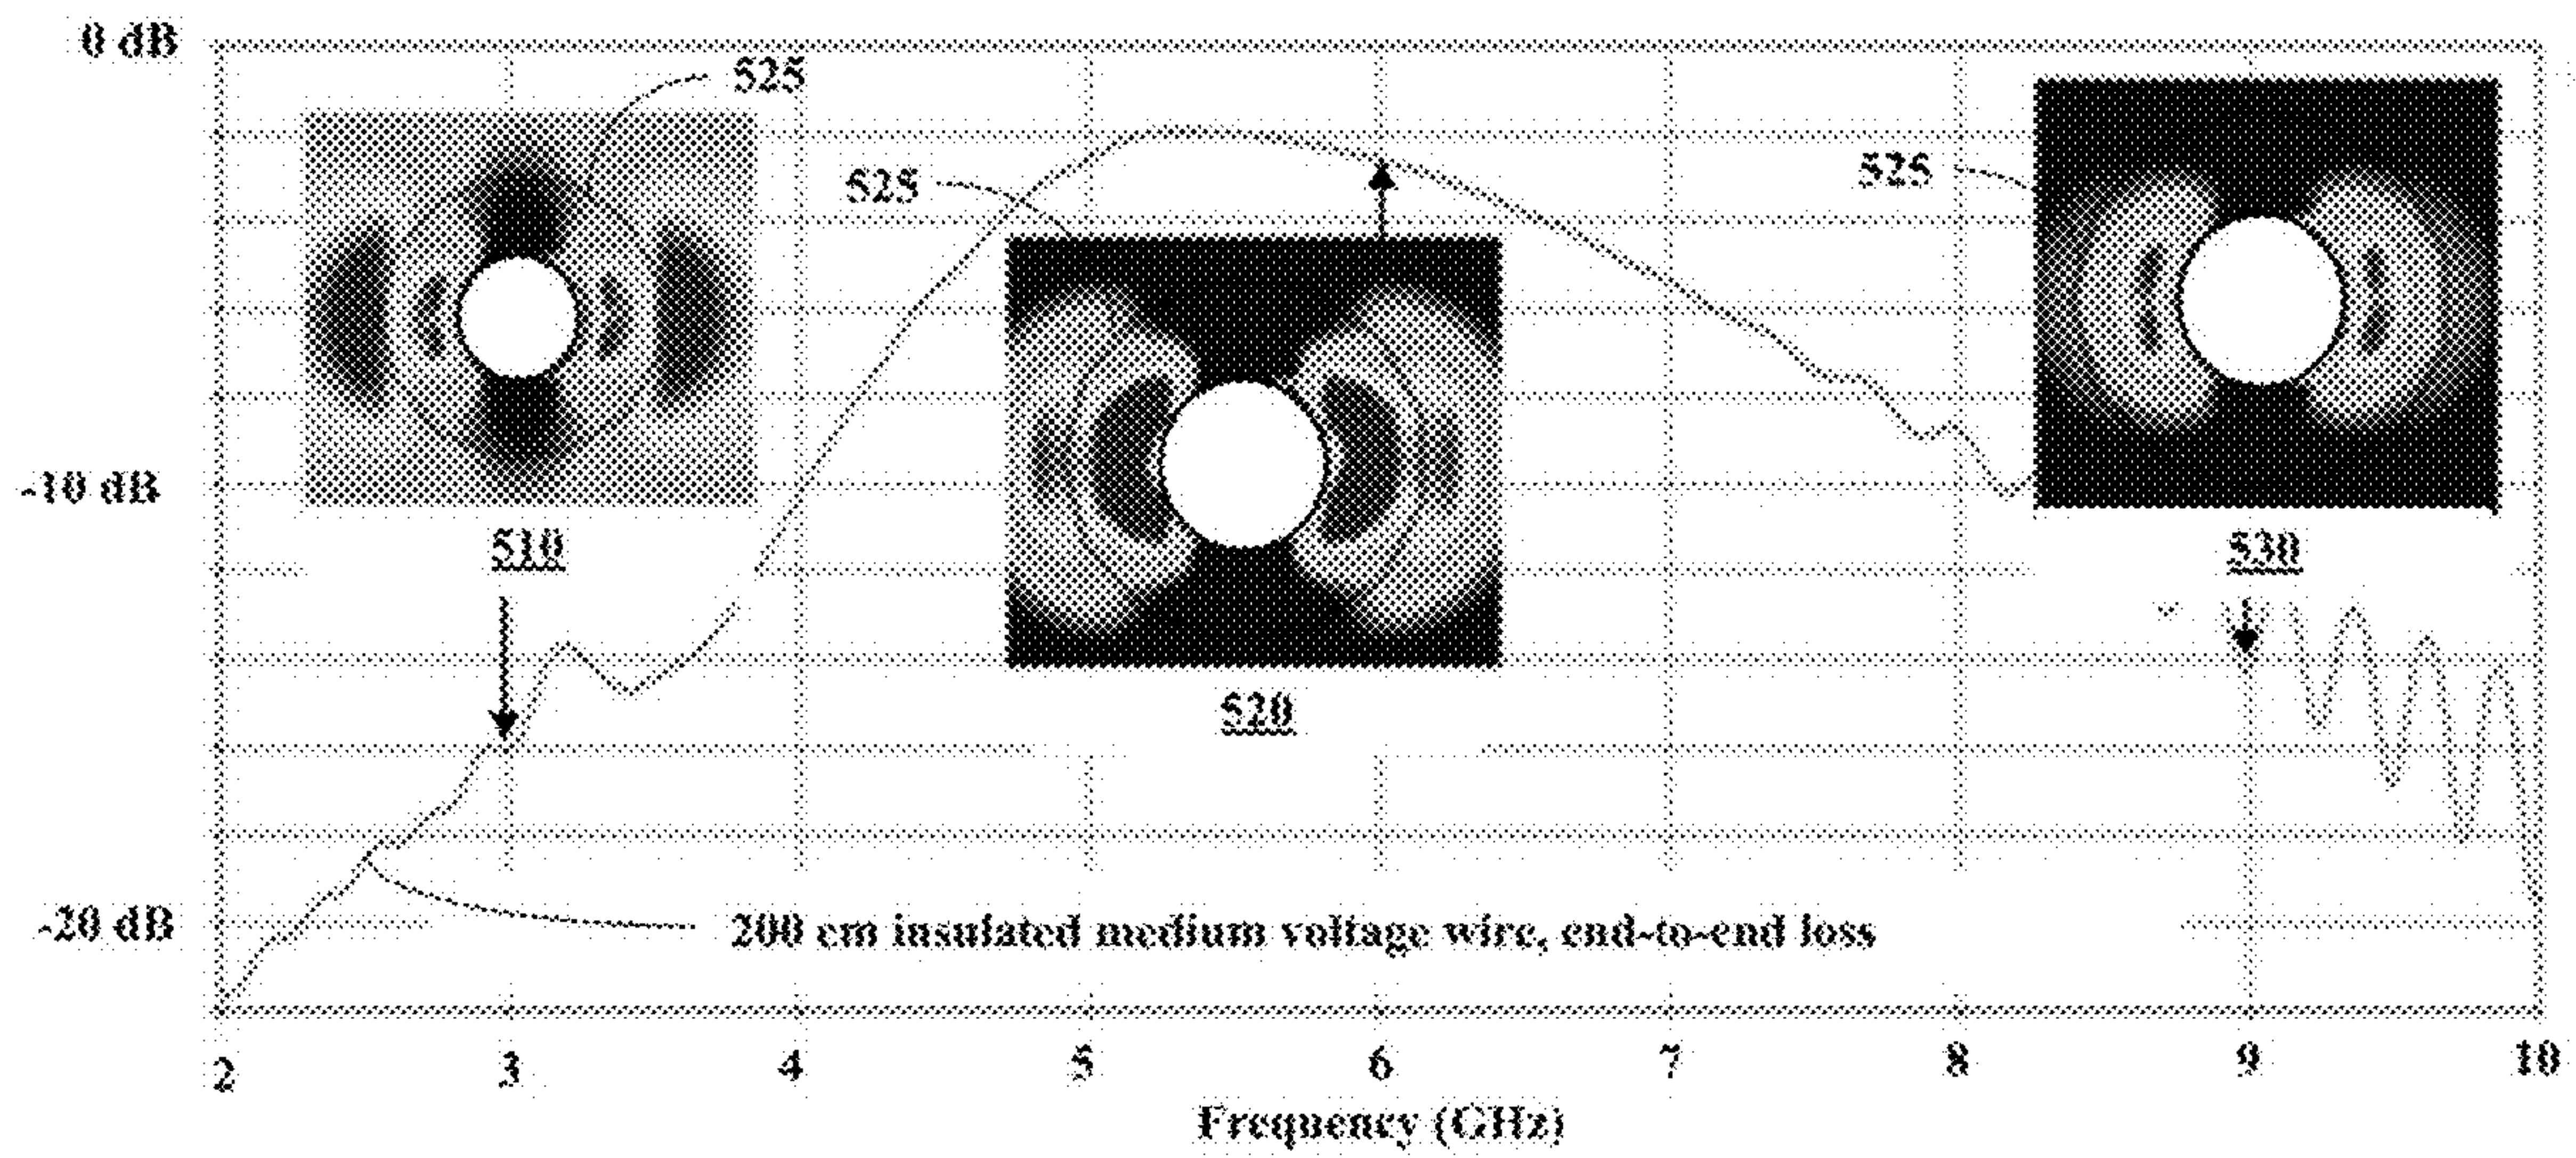 0 dB
525
525
525
-10 dB
510
530
520
-20 dB
200 cm insulated medium voltage wire, end-to-end loss
2 3 4 5 6 7 8 9 10
Frequency (GHz)